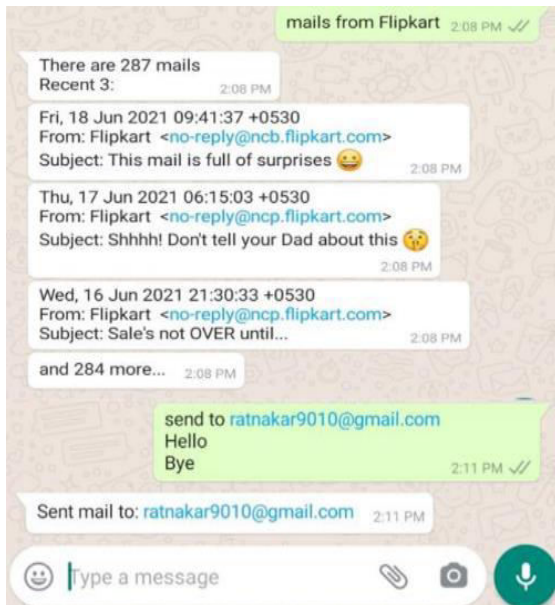 mails from Flipkart 2:08 PM
There are 287 mails
Recent 3: 2:08 PM
Fri, 18 Jun 2021 09:41:37 +0530
From: Flipkart <no-reply@ncb.flipkart.com>
Subject: This mail is full of surprises 😀 2:08 PM
Thu, 17 Jun 2021 06:15:03 +0530
From: Flipkart <no-reply@ncp.flipkart.com>
Subject: Shhhh! Don't tell your Dad about this 🤫
2:08 PM
Wed, 16 Jun 2021 21:30:33 +0530
From: Flipkart <no-reply@ncp.flipkart.com>
Subject: Sale's not OVER until... 2:08 PM
and 284 more... 2:08 PM
send to ratnakar9010@gmail.com
Hello
Bye 2:11 PM
Sent mail to: ratnakar9010@gmail.com 2:11 PM
Type a message